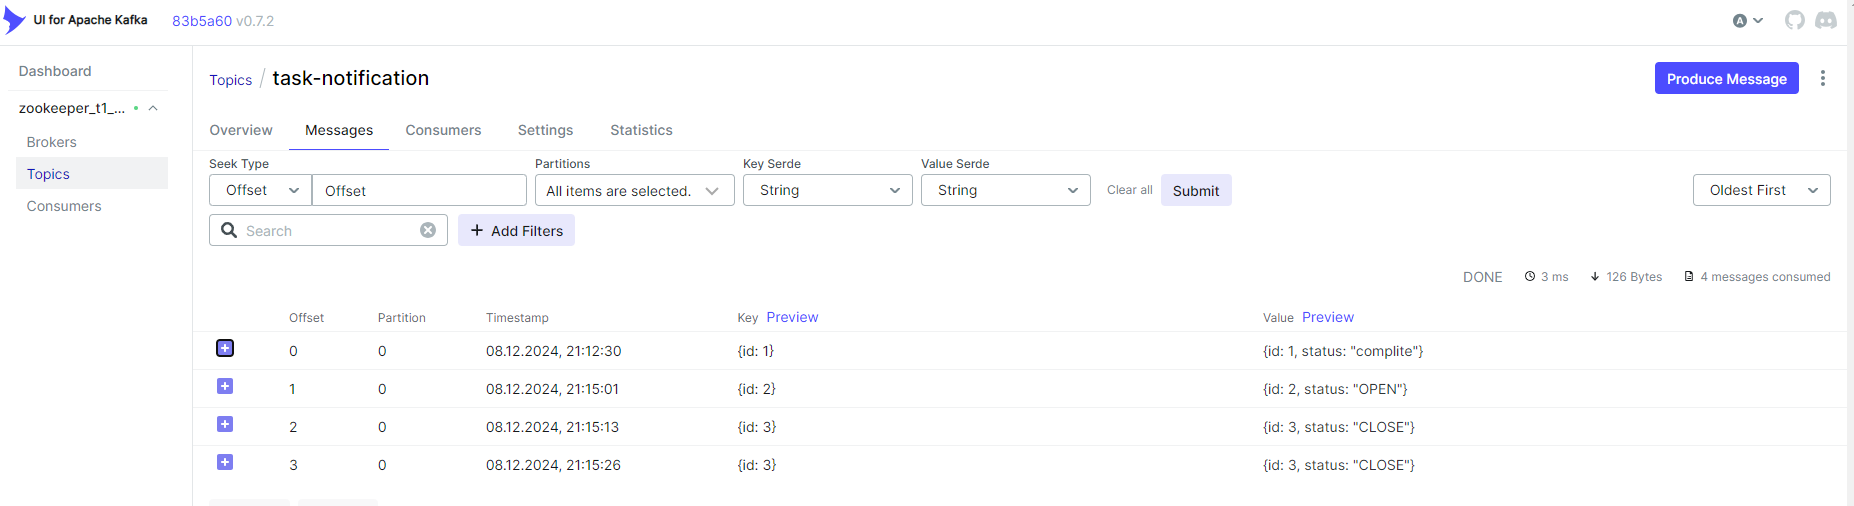 UI for Apache Kafka 83b5a60 v0.7.2 A
Dashboard
zookeeper_t1_...
Brokers
Topics
Consumers
Topics / task-notification Produce Message
Overview Messages Consumers Settings Statistics
Seek Type Partitions Key Serde Value Serde
Offset Offset All items are selected. String String Clear all Submit Oldest First
Search Add Filters
DONE 3 ms 126 Bytes 4 messages consumed
Offset Partition Timestamp Key Preview Value Preview
0 0 08.12.2024, 21:12:30 {id: 1} {id: 1, status: "complite"}
1 0 08.12.2024, 21:15:01 {id: 2} {id: 2, status: "OPEN"}
2 0 08.12.2024, 21:15:13 {id: 3} {id: 3, status: "CLOSE"}
3 0 08.12.2024, 21:15:26 {id: 3} {id: 3, status: "CLOSE"}